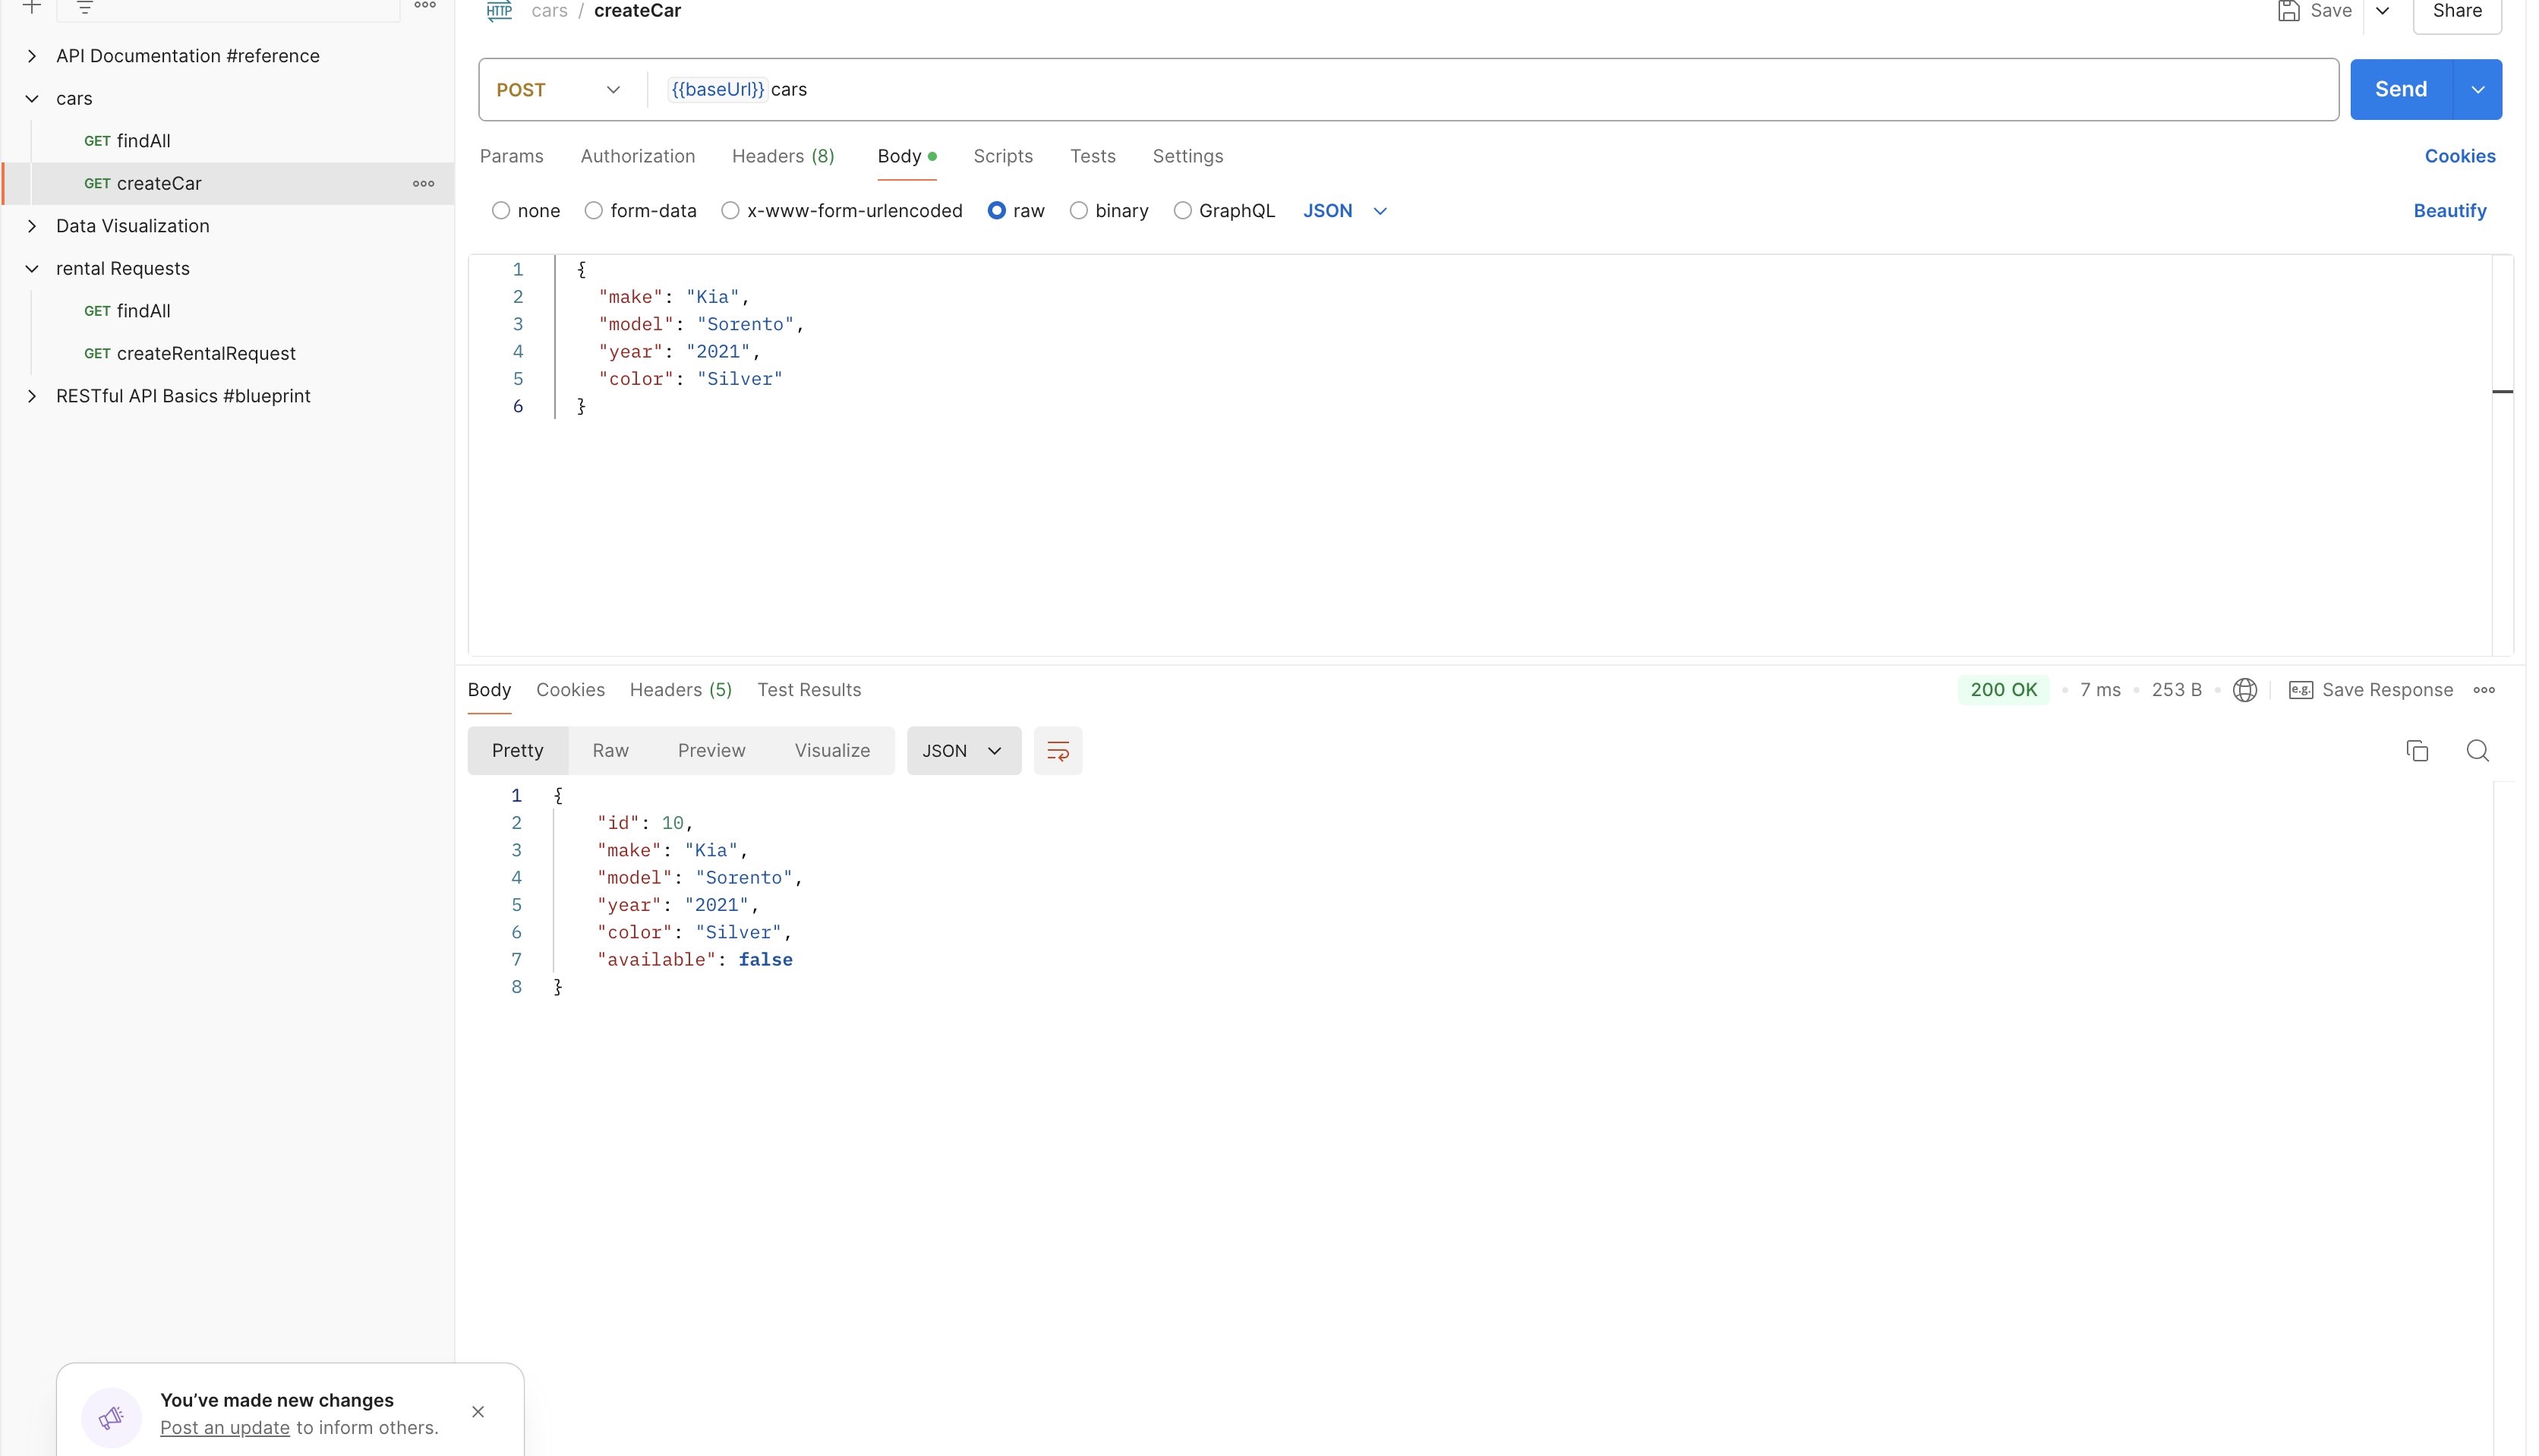 HTTP cars / createCar Save Share
API Documentation #reference
cars
GET findAll
GET createCar
Data Visualization
rental Requests
GET findAll
GET createRentalRequest
RESTful API Basics #blueprint
POST {{baseUrl}} cars Send
Params Authorization Headers (8) Body Scripts Tests Settings Cookies
none form-data x-www-form-urlencoded raw binary GraphQL JSON Beautify
1 {
2 "make": "Kia",
3 "model": "Sorento",
4 "year": "2021",
5 "color": "Silver"
6 }
Body Cookies Headers (5) Test Results 200 OK 7 ms 253 B e.g. Save Response
Pretty Raw Preview Visualize JSON
1 {
2 "id": 10,
3 "make": "Kia",
4 "model": "Sorento",
5 "year": "2021",
6 "color": "Silver",
7 "available": false
8 }
You’ve made new changes
Post an update to inform others.